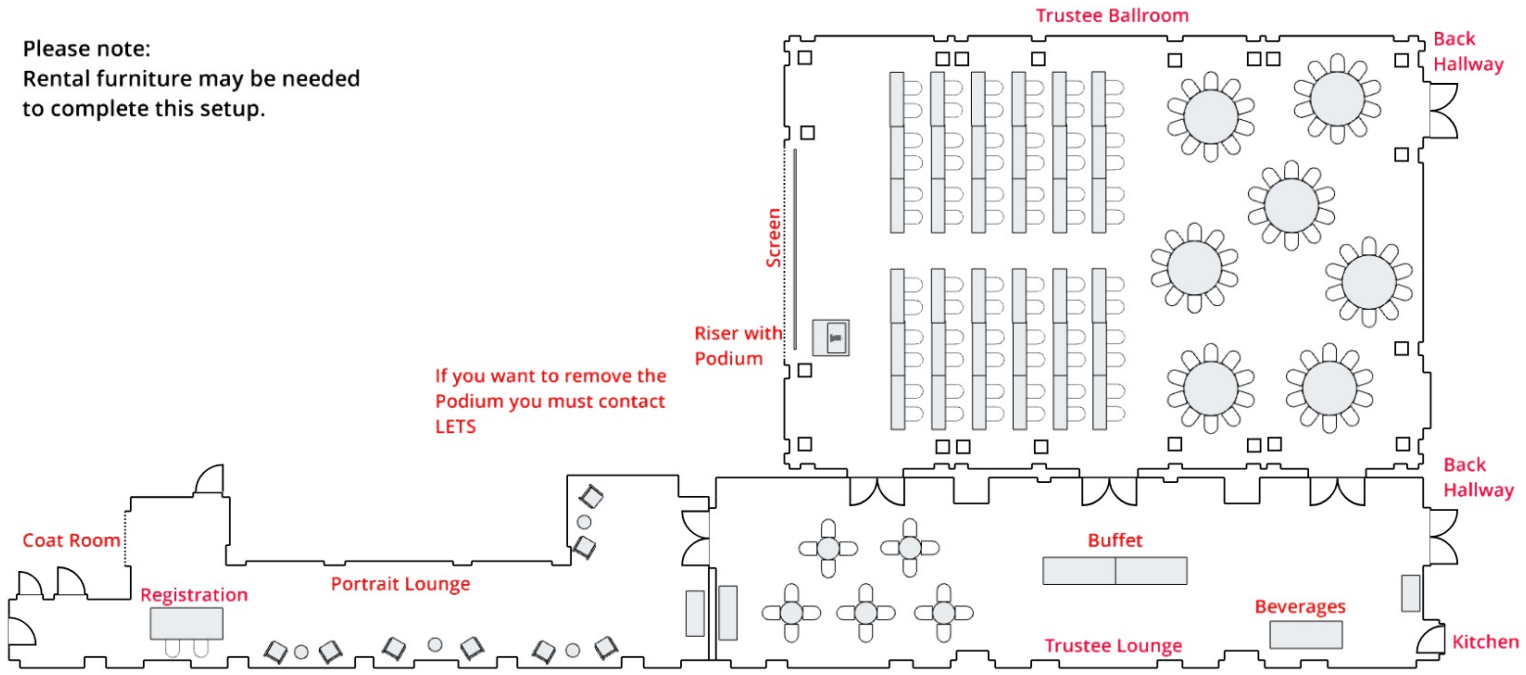 Please note:
Rental furniture may be needed
to complete this setup.
Trustee Ballroom
Back
Hallway
Screen
Riser with
Podium
If you want to remove the
Podium you must contact
LETS
Back
Hallway
Coat Room
Registration
Portrait Lounge
Buffet
Beverages
Trustee Lounge
Kitchen